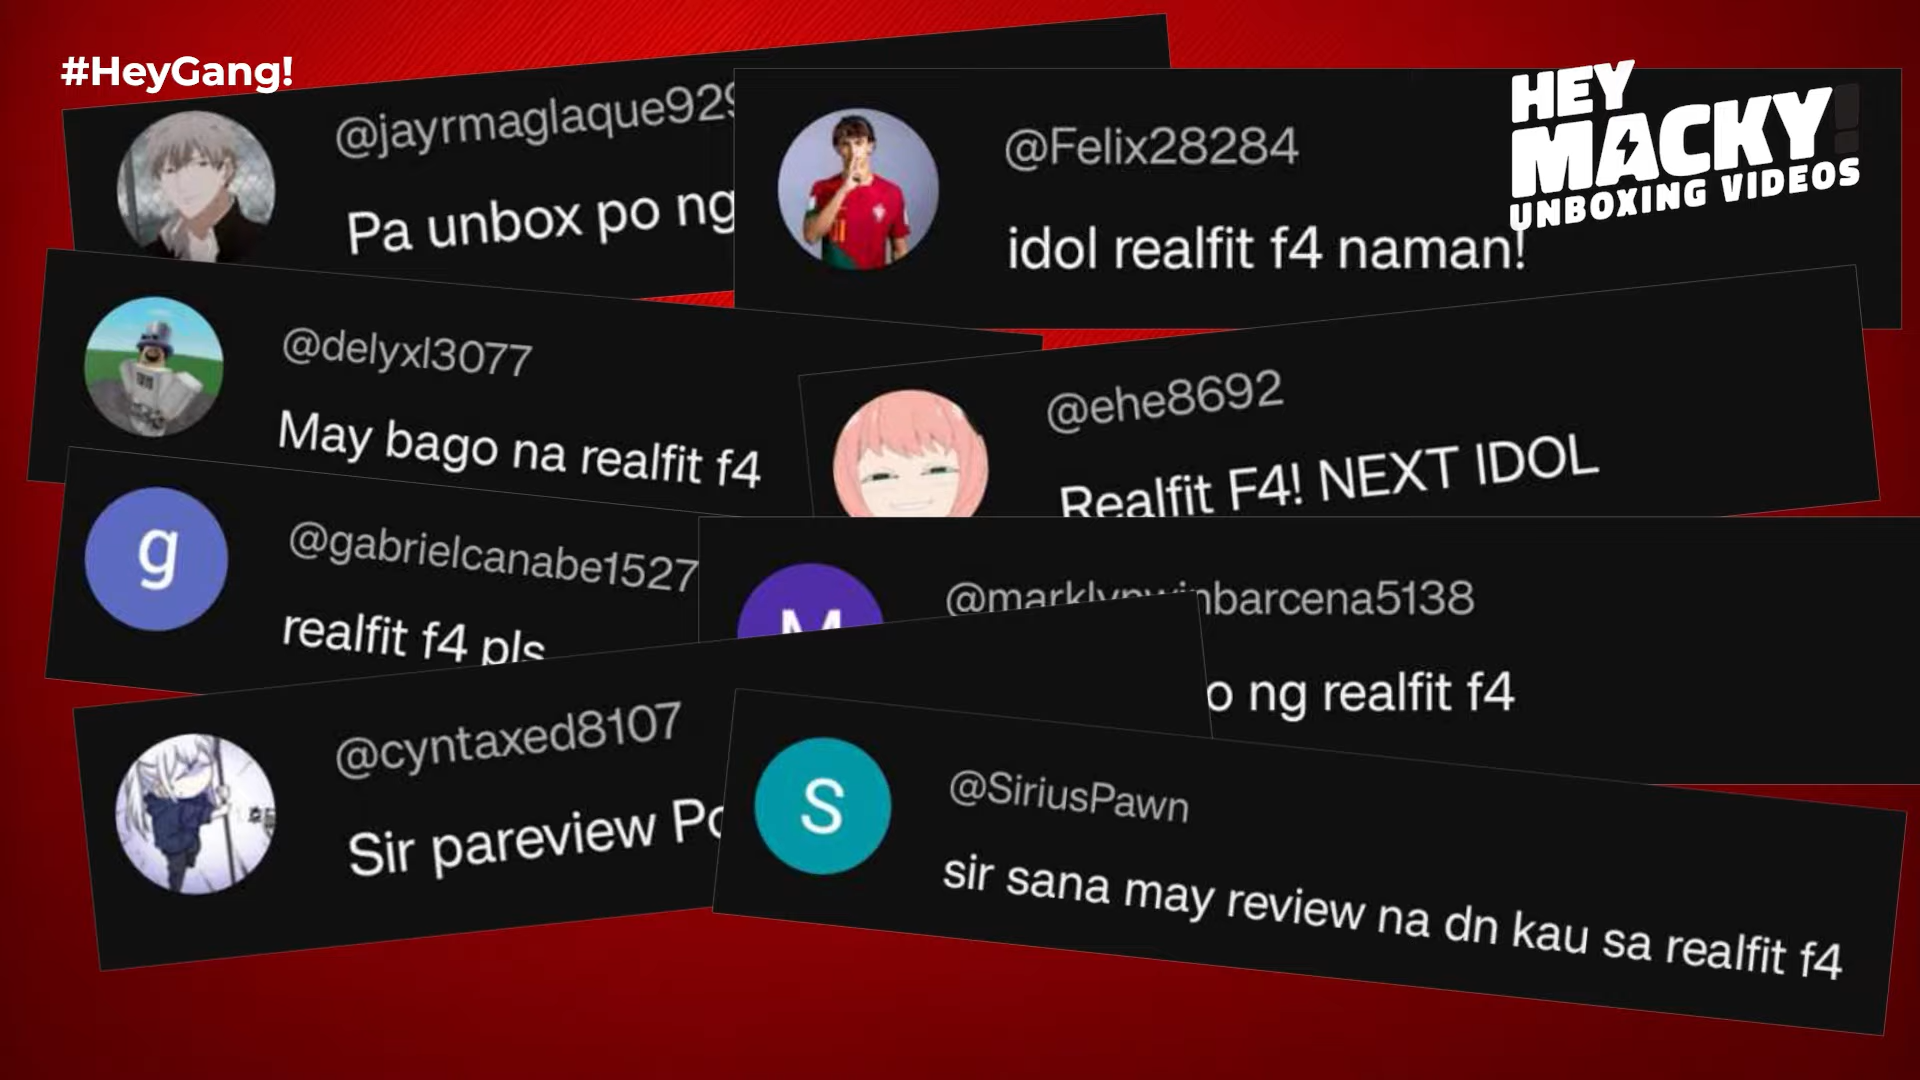 #HeyGang!
HEY
MACKY!
UNBOXING VIDEOS
@jayrmaglaque929
Pa unbox po ng
@Felix28284
idol realfit f4 naman!
@delyxl3077
May bago na realfit f4
@ehe8692
Realfit F4! NEXT IDOL
g
@gabrielcanabe1527
realfit f4 pls
M
o ng realfit f4
@cyntaxed8107
Sir pareview
S
@SiriusPawn
sir sana may review na dn kau sa realfit f4